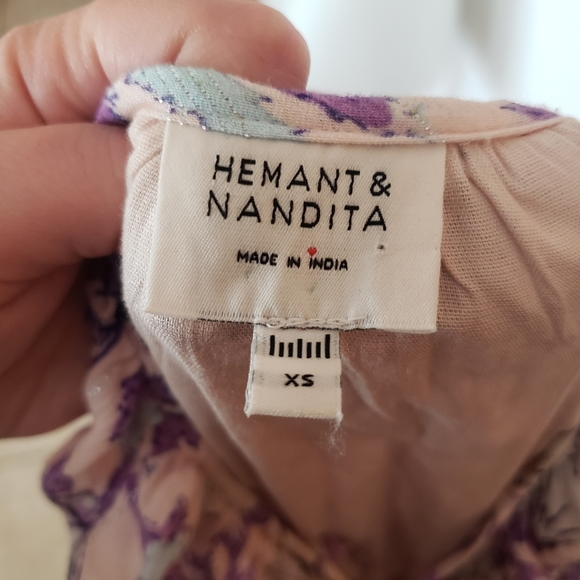 HEMANT &
NANDITA
MADE IN INDIA
XS